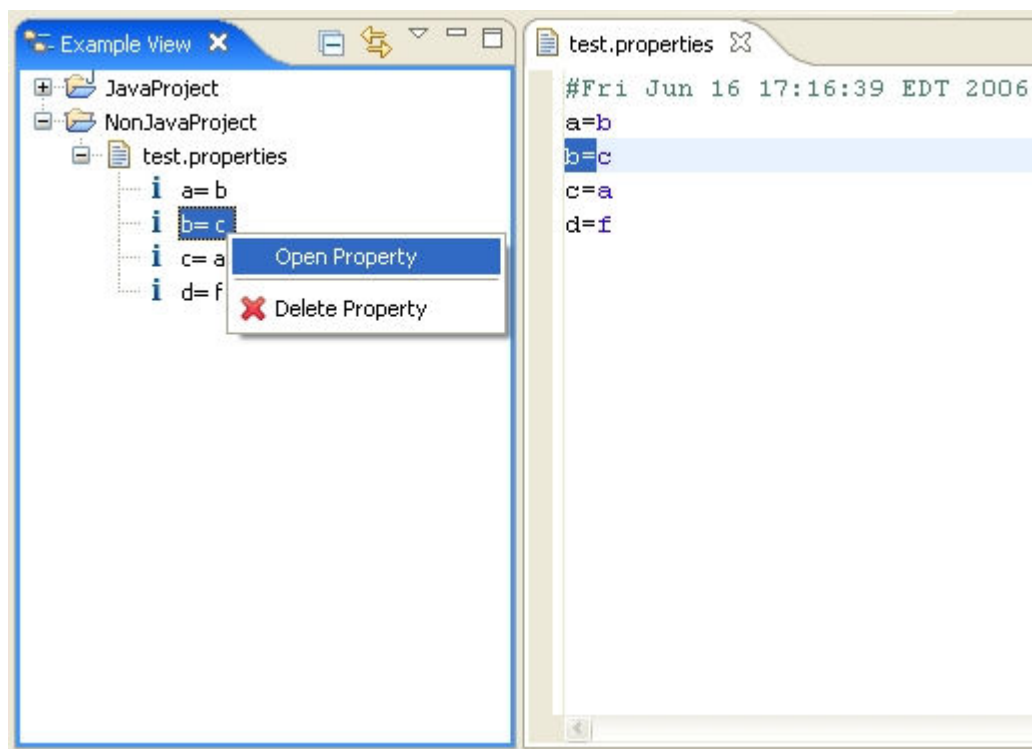 Example View
JavaProject
NonJavaProject
test.properties
a= b
b= c
c= a
d= f
Open Property
Delete Property
test.properties
#Fri Jun 16 17:16:39 EDT 2006
a=b
b=c
c=a
d=f